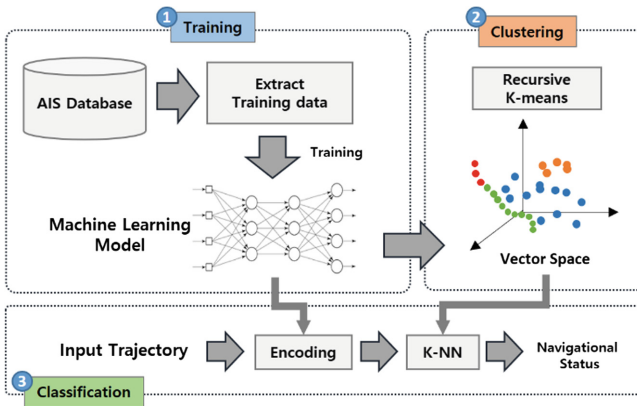 1
Training
AIS Database
Extract
Training data
Training
Machine Learning
Model
2
Clustering
Recursive
K-means
Vector Space
Input Trajectory
Encoding
K-NN
Navigational
Status
3
Classification